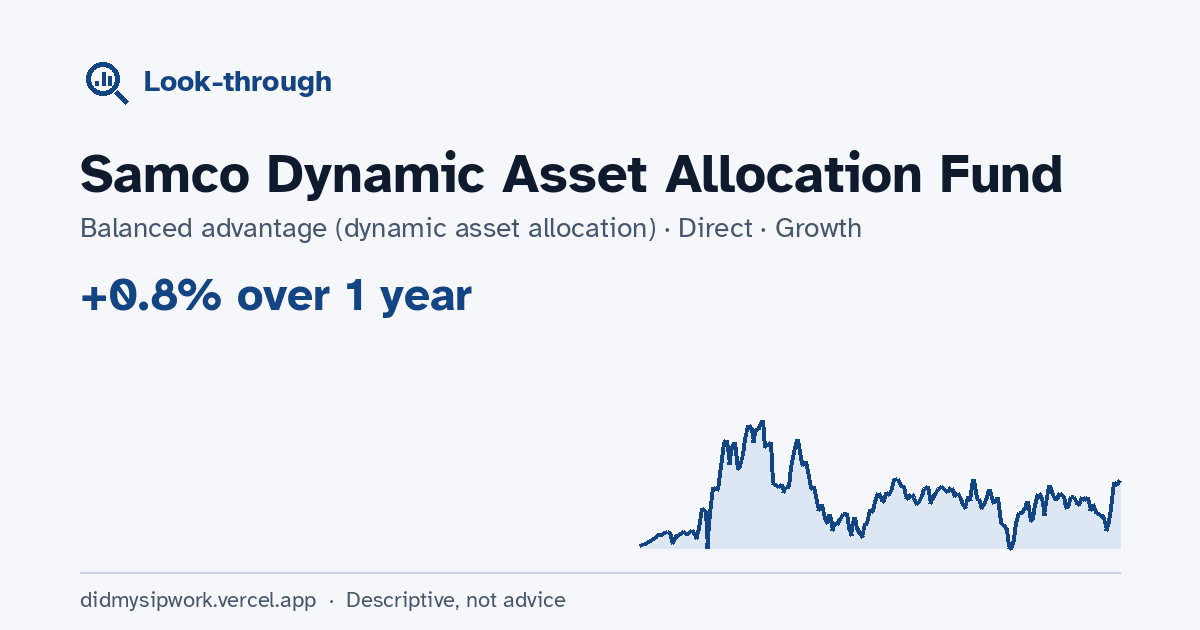 Look-through
Samco Dynamic Asset Allocation Fund
Balanced advantage (dynamic asset allocation) · Direct · Growth
+0.8% over 1 year
didmysipwork.vercel.app · Descriptive, not advice